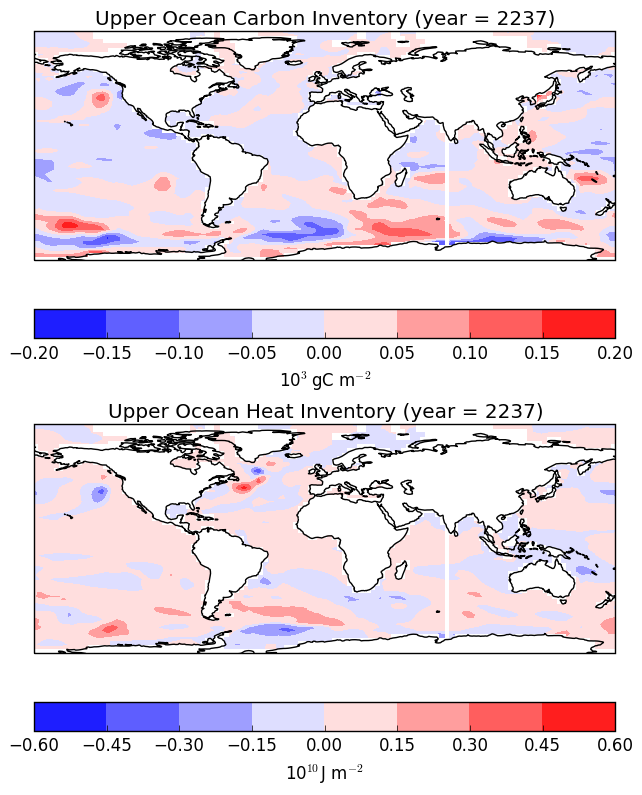 Upper Ocean Carbon Inventory (year = 2237)
−0.20 −0.15 −0.10 −0.05 0.00 0.05 0.10 0.15 0.20
10³ gC m⁻²
Upper Ocean Heat Inventory (year = 2237)
−0.60 −0.45 −0.30 −0.15 0.00 0.15 0.30 0.45 0.60
10¹⁰ J m⁻²